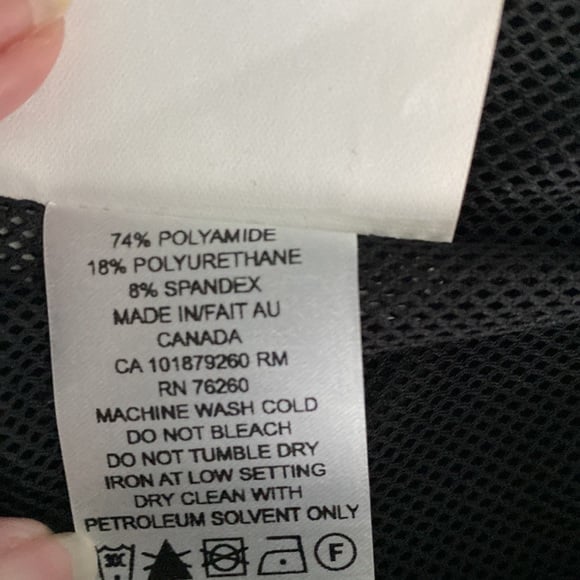 74% POLYAMIDE
18% POLYURETHANE
8% SPANDEX
MADE IN/FAIT AU
CANADA
CA 101879260 RM
RN 76260
MACHINE WASH COLD
DO NOT BLEACH
DO NOT TUMBLE DRY
IRON AT LOW SETTING
DRY CLEAN WITH
PETROLEUM SOLVENT ONLY
F